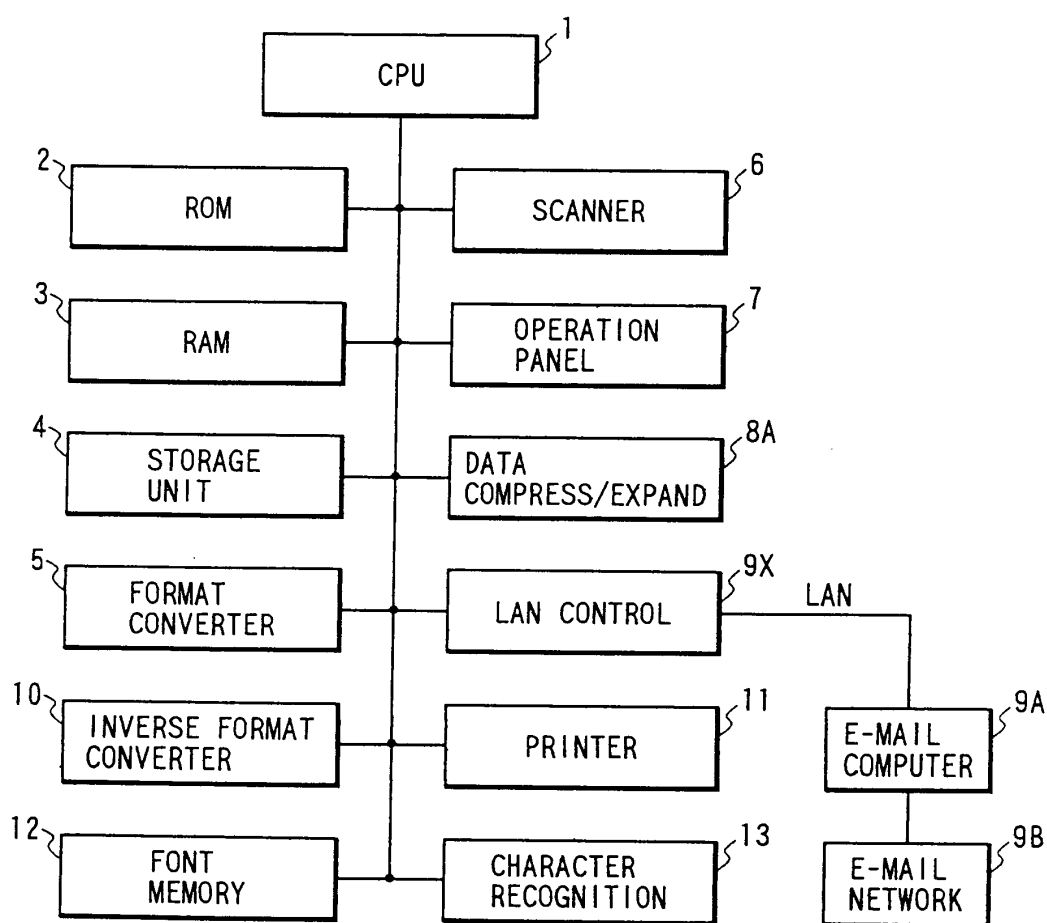 1
CPU
2
ROM
6
SCANNER
3
RAM
7
OPERATION
PANEL
4
STORAGE
UNIT
8A
DATA
COMPRESS/EXPAND
5
FORMAT
CONVERTER
9X
LAN CONTROL
LAN
10
INVERSE FORMAT
CONVERTER
11
PRINTER
9A
E-MAIL
COMPUTER
12
FONT
MEMORY
13
CHARACTER
RECOGNITION
9B
E-MAIL
NETWORK